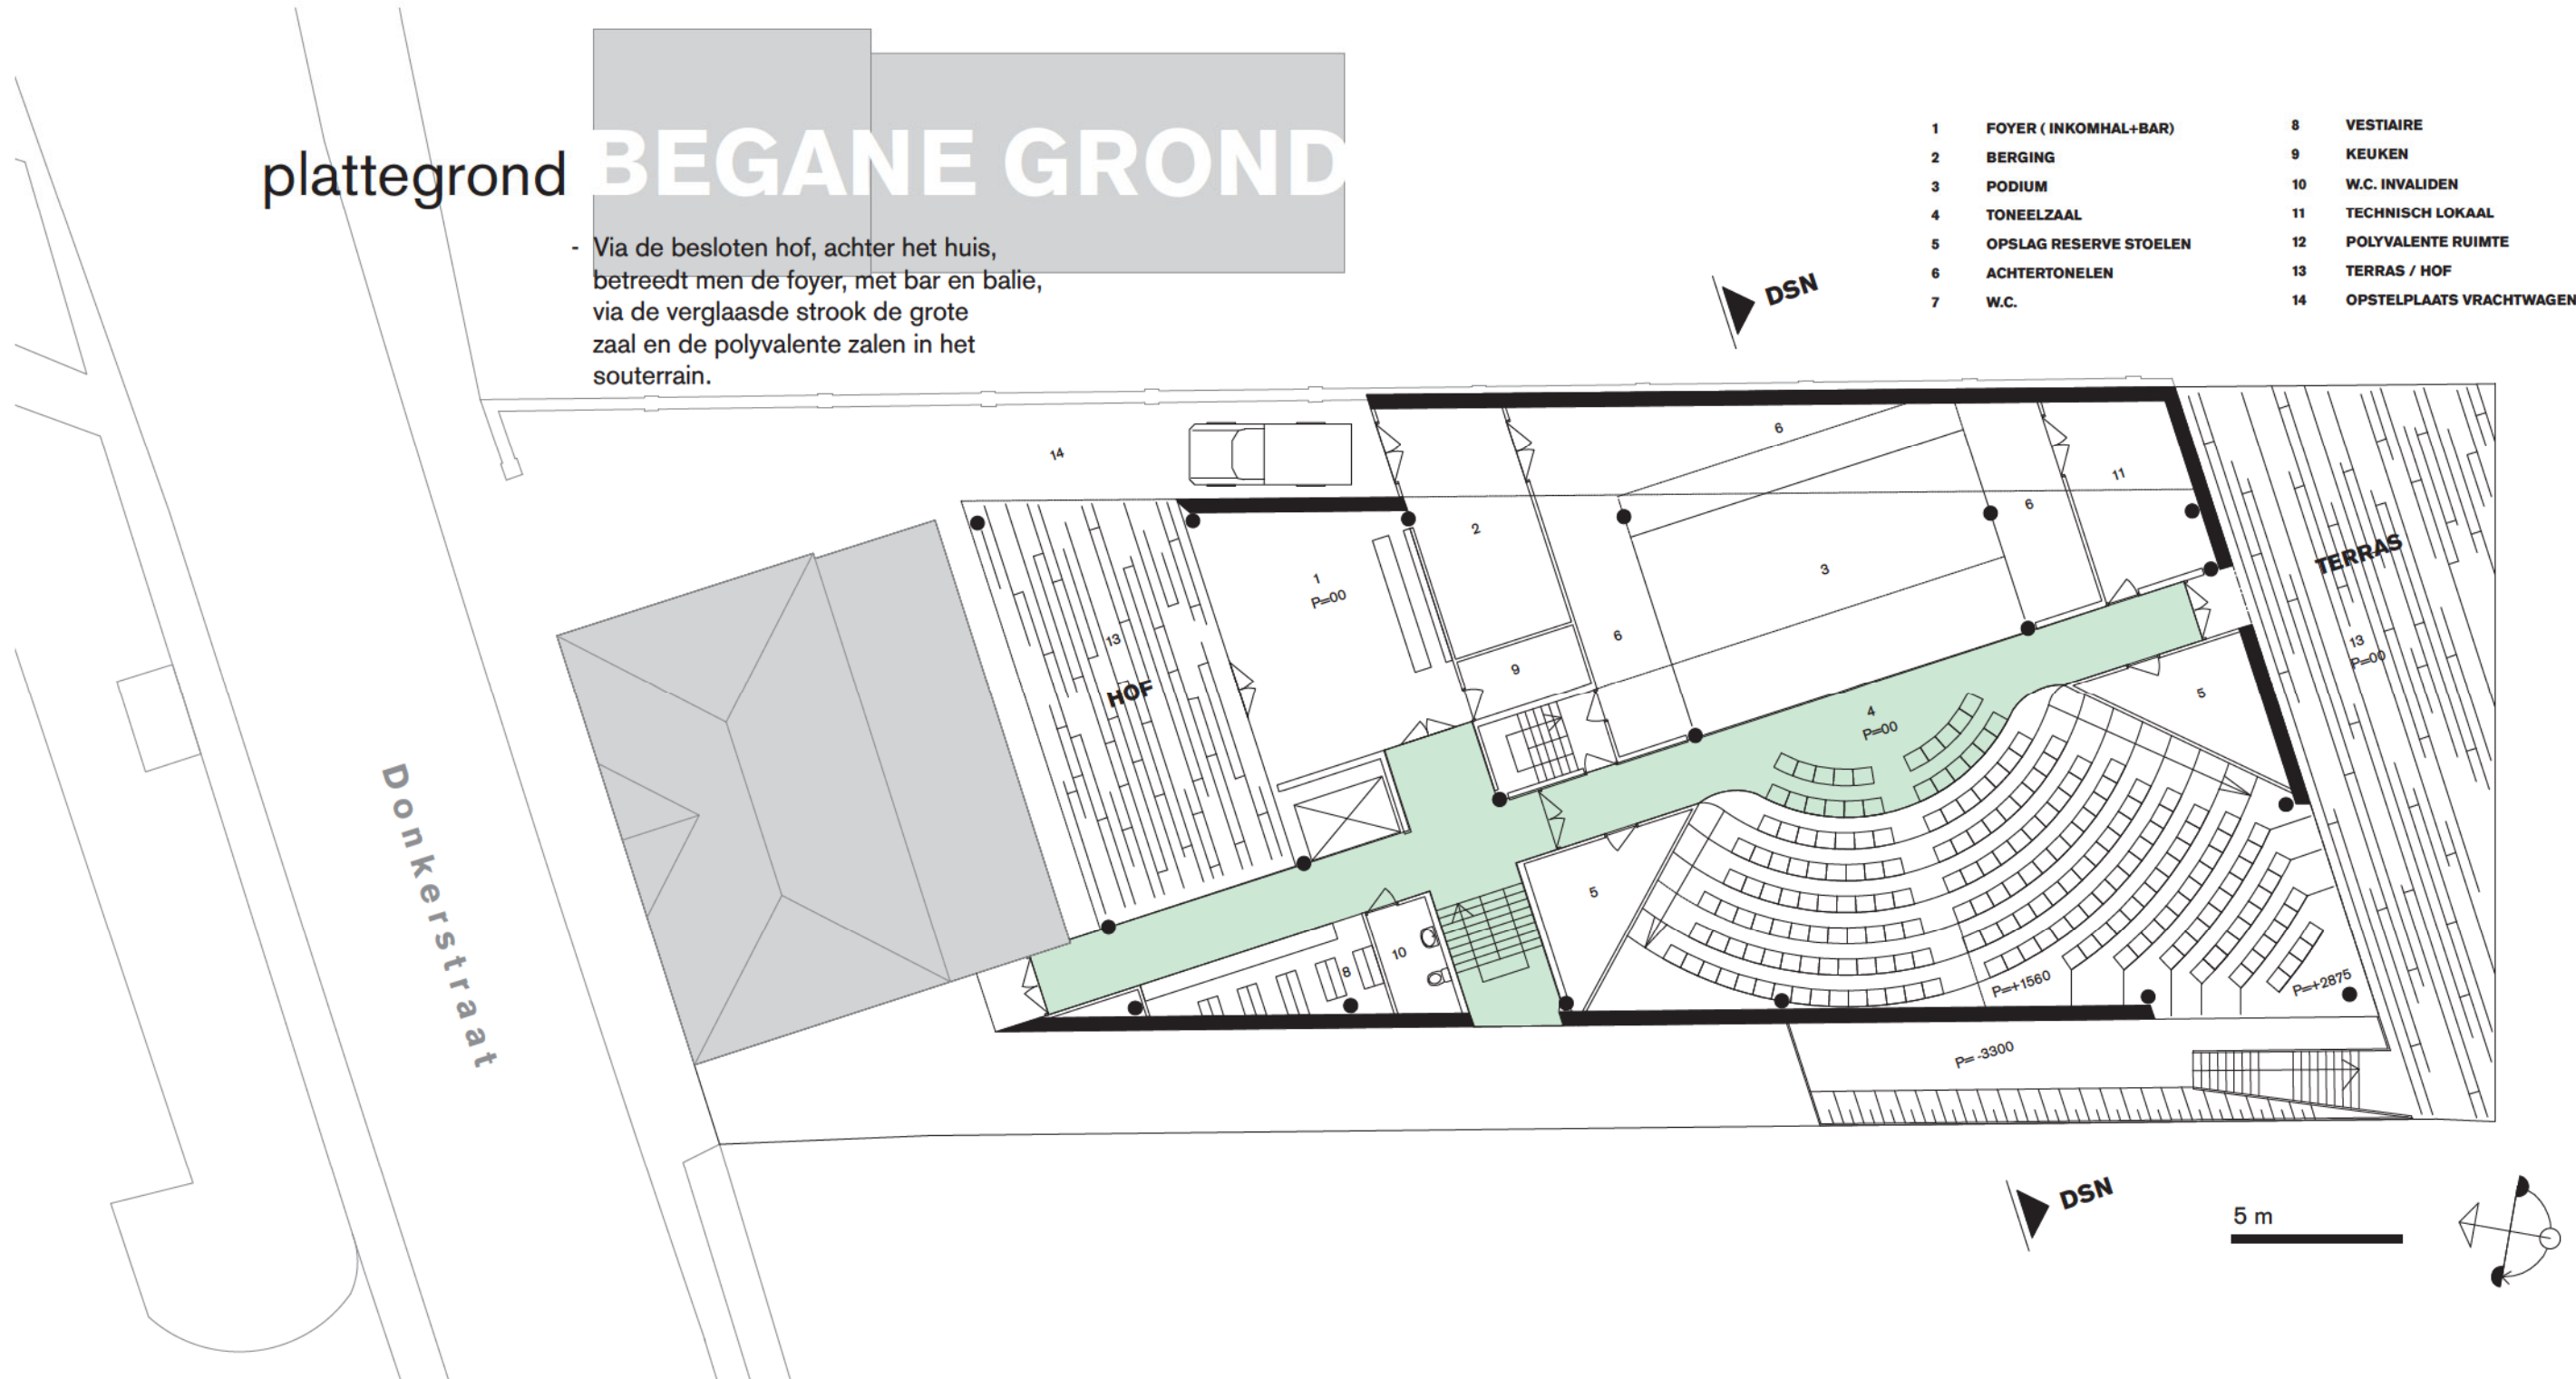 plattegrond BEGANE GROND
- Via de besloten hof, achter het huis,
betreedt men de foyer, met bar en balie,
via de verglaasde strook de grote
zaal en de polyvalente zalen in het
souterrain.
1 FOYER ( INKOMHAL+BAR)
2 BERGING
3 PODIUM
4 TONEELZAAL
5 OPSLAG RESERVE STOELEN
6 ACHTERTONELEN
7 W.C.
8 VESTIAIRE
9 KEUKEN
10 W.C. INVALIDEN
11 TECHNISCH LOKAAL
12 POLYVALENTE RUIMTE
13 TERRAS / HOF
14 OPSTELPLAATS VRACHTWAGEN
DSN
14
6
11
6
2
1
P=00
3
TERRAS
13
P=00
13
HOF
6
9
5
4
P=00
Donkerstraat
5
10
8
P=+1560
P=+2875
P= -3300
DSN
5 m